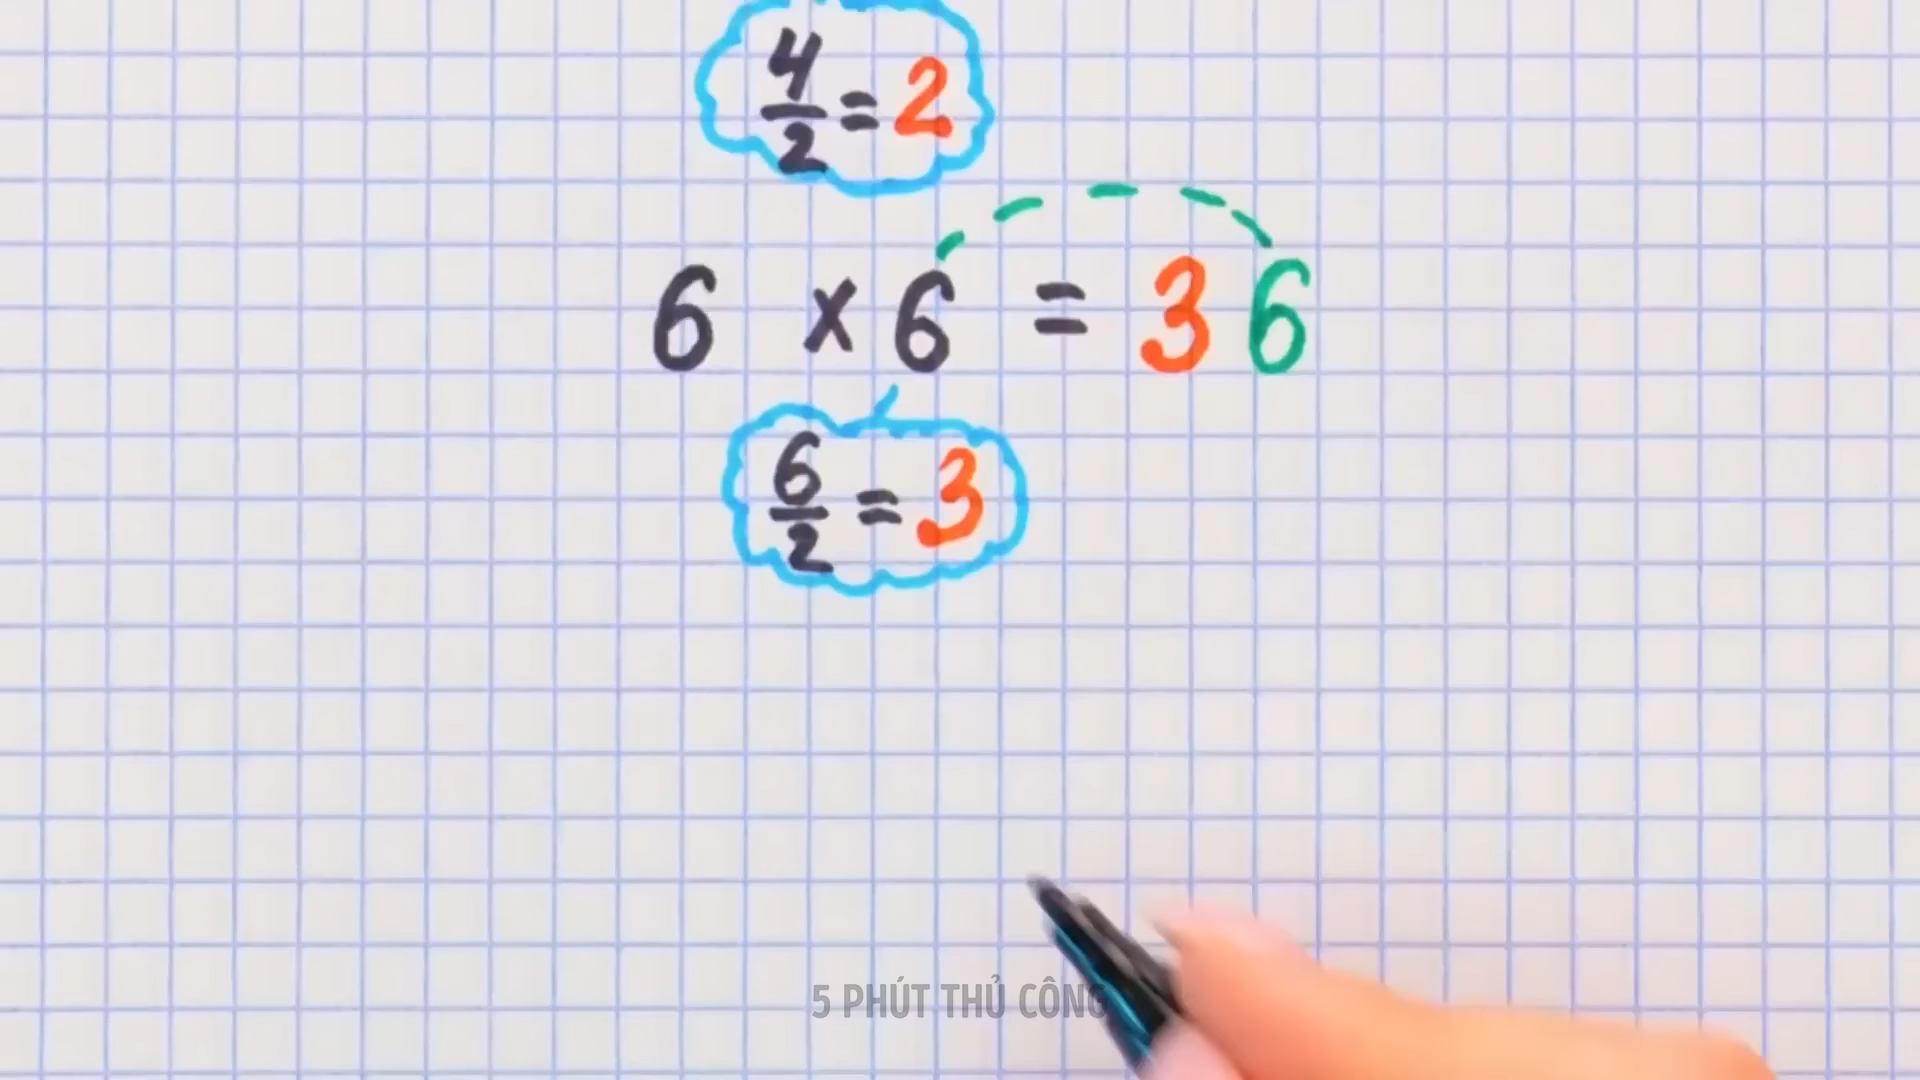 4/2 = 2
6 x 6 = 36
6/2 = 3
5 PHÚT THỦ CÔNG